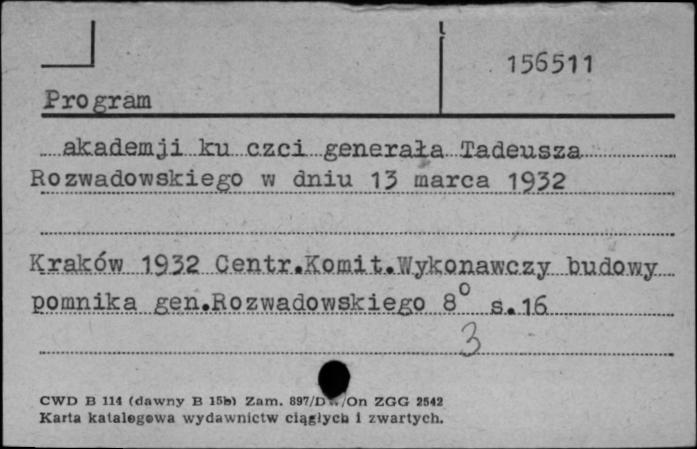 156511
Program
akademji ku czci generała Tadeusza
Rozwadowskiego w dniu 13 marca 1932
Kraków 1932 Centr.Komit.Wykonawczy budowy
pomnika gen.Rozwadowskiego 8° s.16
3
CWD B 114 (dawny B 15b) Zam. 897/D /On ZGG 2542
Karta katalogowa wydawnictw ciągłych i zwartych.